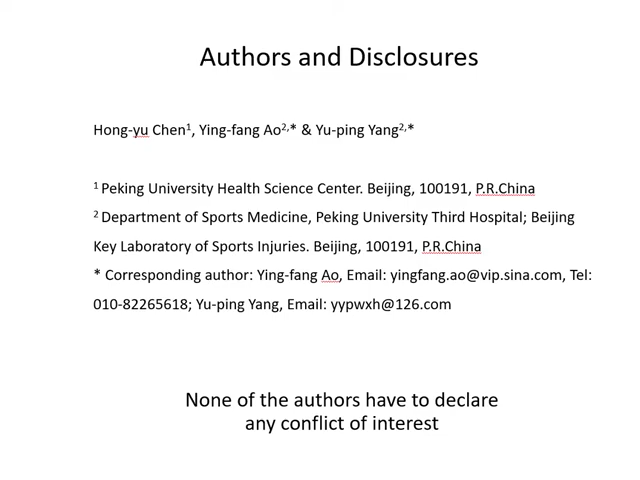 Authors and Disclosures
Hong-yu Chen1, Ying-fang Ao2,* & Yu-ping Yang2,*
1 Peking University Health Science Center. Beijing, 100191, P.R.China
2 Department of Sports Medicine, Peking University Third Hospital; Beijing
Key Laboratory of Sports Injuries. Beijing, 100191, P.R.China
* Corresponding author: Ying-fang Ao, Email: yingfang.ao@vip.sina.com, Tel:
010-82265618; Yu-ping Yang, Email: yypwxh@126.com
None of the authors have to declare
any conflict of interest